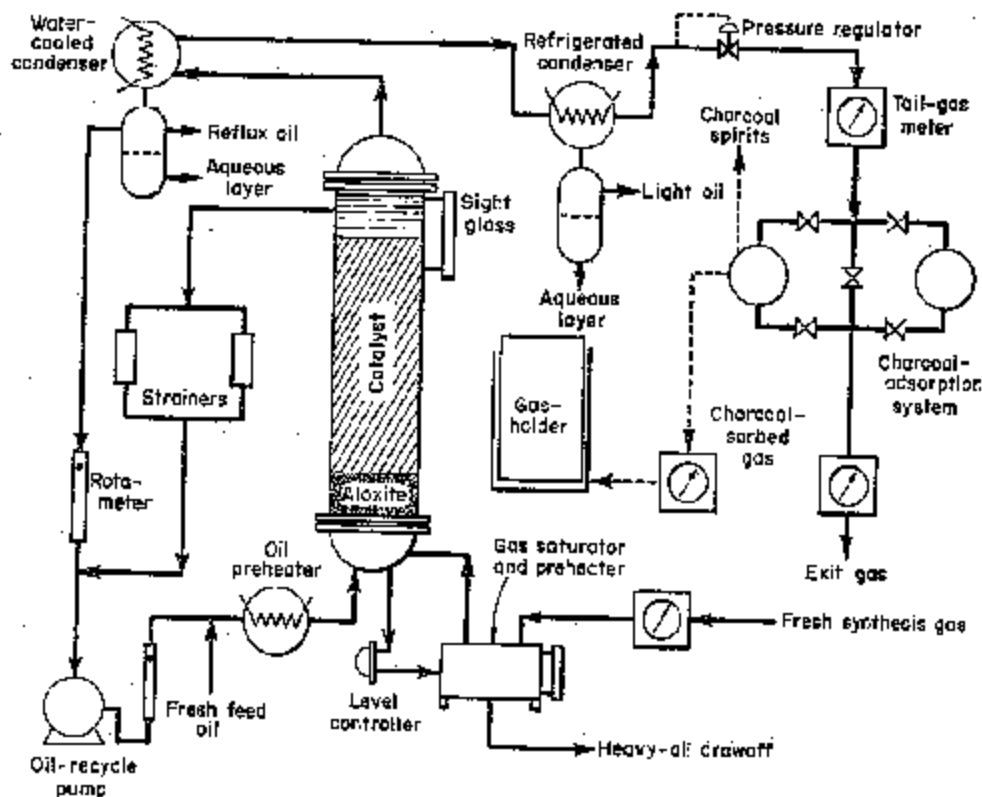 Water-
cooled
condenser
Refrigerated
condenser
Pressure regulator
Reflux oil
Aqueous
layer
Charcoal
spirits
Tail-gas
meter
Sight
glass
Light oil
Aqueous
layer
Catalyst
Strainers
Gas-
holder
Charcoal-
adsorption
system
Charcoal-
sorbed
gas
Rota-
meter
Aloxite
Oil
preheater
Gas saturator
and preheater
Exit gas
Fresh synthesis gas
Fresh feed
oil
Level
controller
Heavy-oil drawoff
Oil-recycle
pump